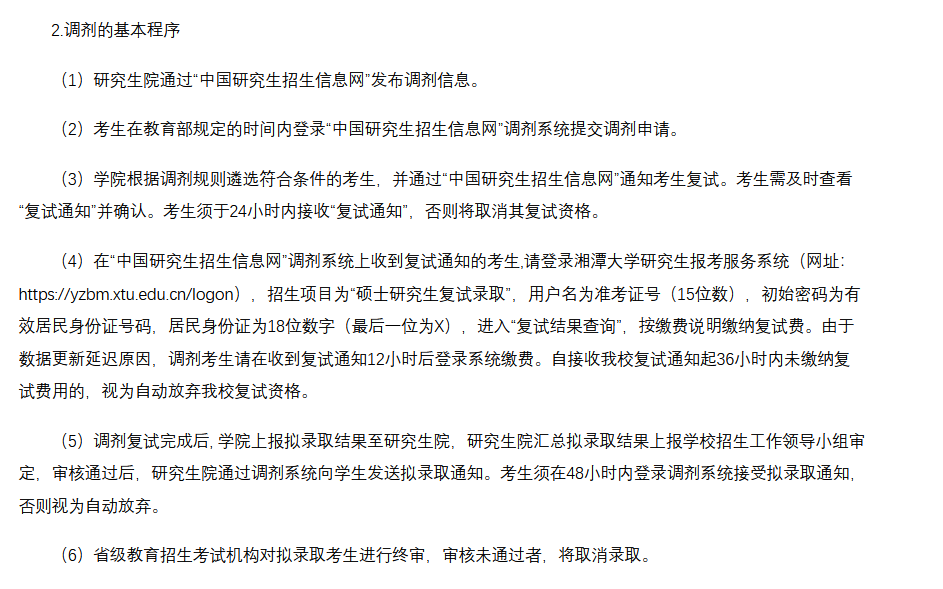 2.调剂的基本程序
（1）研究生院通过“中国研究生招生信息网”发布调剂信息。
（2）考生在教育部规定的时间内登录“中国研究生招生信息网”调剂系统提交调剂申请。
（3）学院根据调剂规则遴选符合条件的考生，并通过“中国研究生招生信息网”通知考生复试。考生需及时查看
“复试通知”并确认。考生须于24小时内接收“复试通知”，否则将取消其复试资格。
（4）在“中国研究生招生信息网”调剂系统上收到复试通知的考生,请登录湘潭大学研究生报考服务系统（网址：
https://yzbm.xtu.edu.cn/logon），招生项目为“硕士研究生复试录取”，用户名为准考证号（15位数），初始密码为有
效居民身份证号码，居民身份证为18位数字（最后一位为X），进入“复试结果查询”，按缴费说明缴纳复试费。由于
数据更新延迟原因，调剂考生请在收到复试通知12小时后登录系统缴费。自接收我校复试通知起36小时内未缴纳复
试费用的，视为自动放弃我校复试资格。
（5）调剂复试完成后, 学院上报拟录取结果至研究生院，研究生院汇总拟录取结果上报学校招生工作领导小组审
定，审核通过后，研究生院通过调剂系统向学生发送拟录取通知。考生须在48小时内登录调剂系统接受拟录取通知，
否则视为自动放弃。
（6）省级教育招生考试机构对拟录取考生进行终审，审核未通过者，将取消录取。